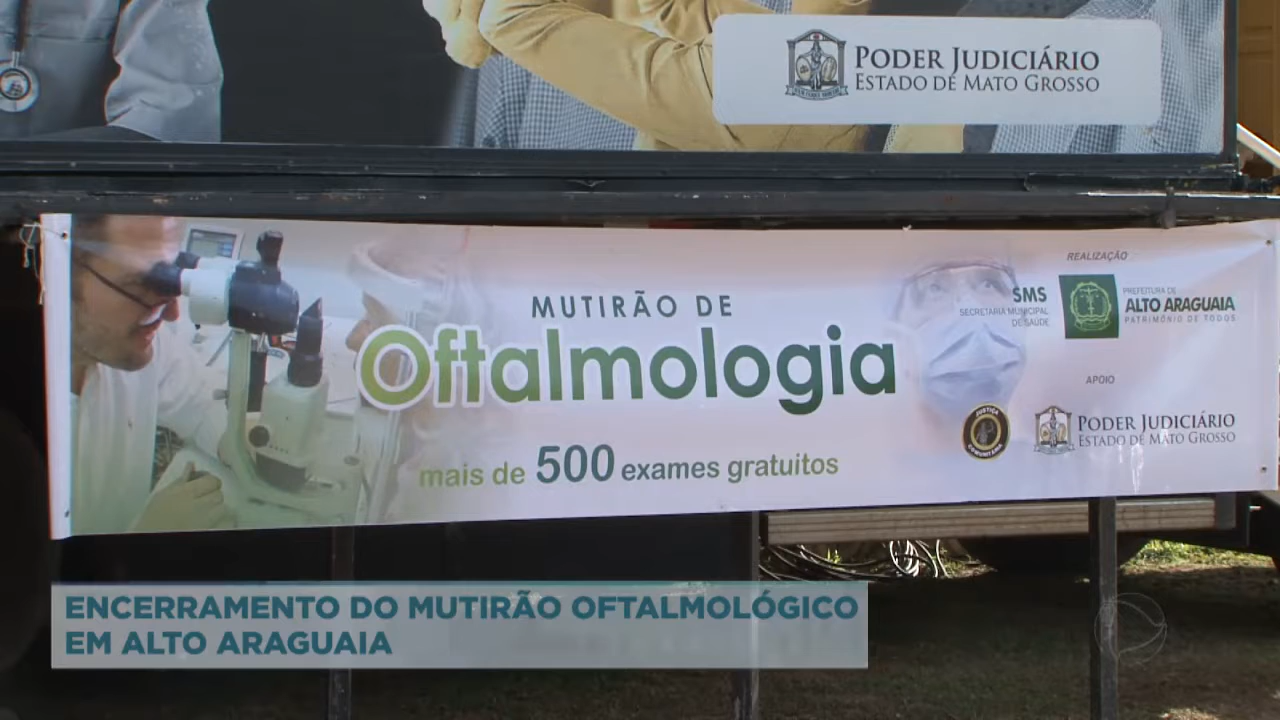 PODER JUDICIÁRIO
ESTADO DE MATO GROSSO
MUTIRÃO DE
Oftalmologia
mais de 500 exames gratuitos
REALIZAÇÃO
SMS
SECRETARIA MUNICIPAL
DE SAÚDE
PREFEITURA DE
ALTO ARAGUAIA
PATRIMÔNIO DE TODOS
APOIO
JUSTIÇA
COMUNITÁRIA
PODER JUDICIÁRIO
ESTADO DE MATO GROSSO
ENCERRAMENTO DO MUTIRÃO OFTALMOLÓGICO
EM ALTO ARAGUAIA